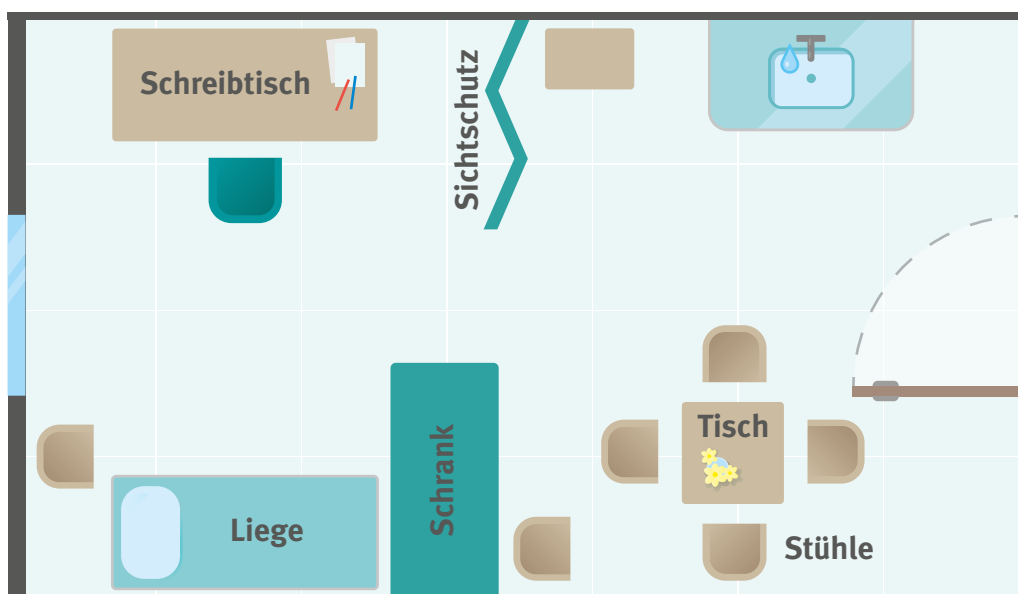 Schreibtisch
Sichtschutz
Tisch
Schrank
Liege
Stühle